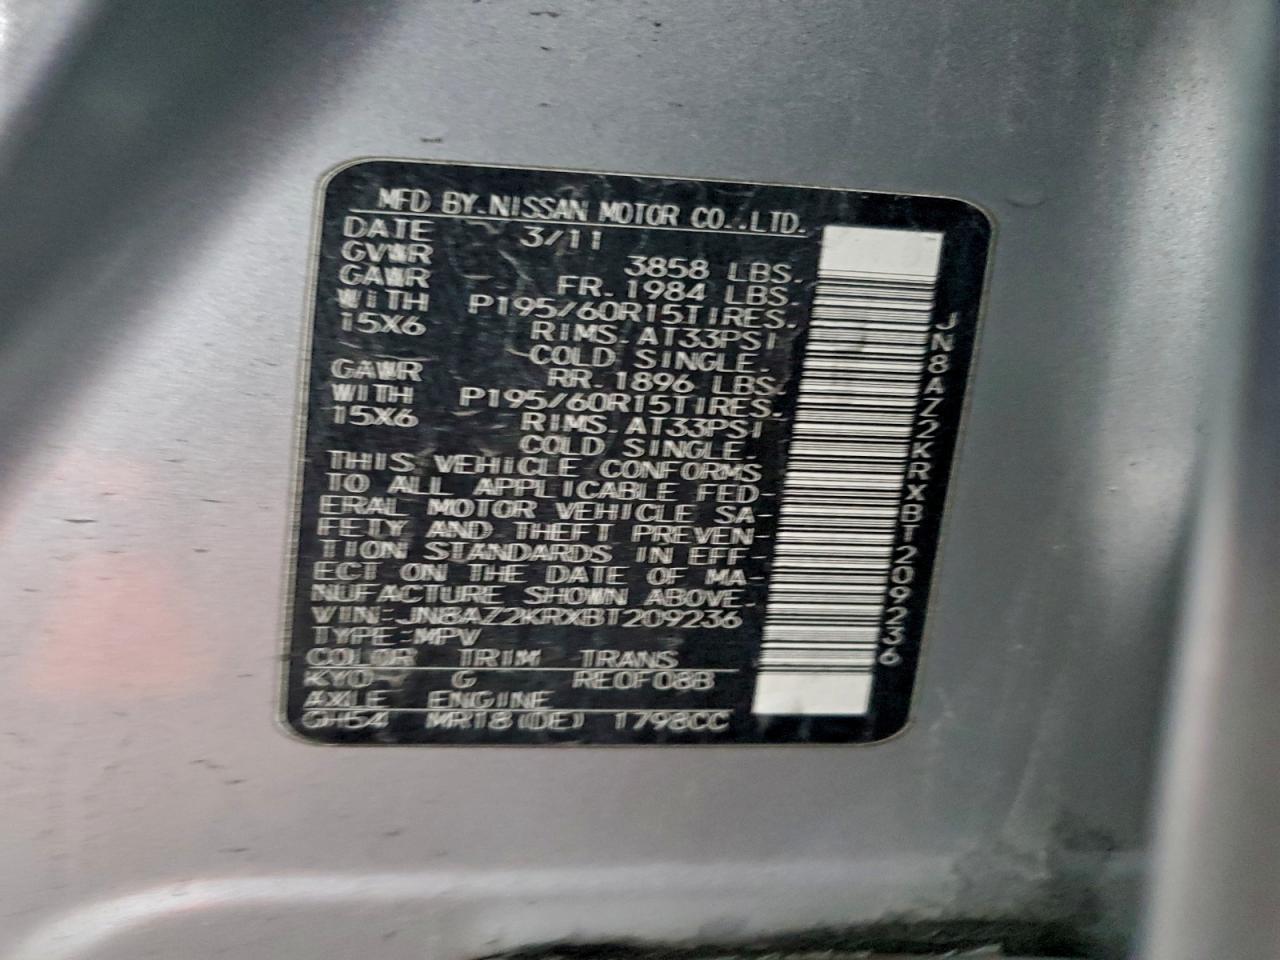 MFD BY.NISSAN MOTOR CO.,LTD.
DATE 3/11
GVWR 3858 LBS.
GAWR FR. 1984 LBS.
WITH P195/60R15TIRES.
15X6 RIMS.AT33PSI
COLD SINGLE.
GAWR RR. 1896 LBS.
WITH P195/60R15TIRES.
15X6 RIMS.AT33PSI
COLD SINGLE.
THIS VEHICLE CONFORMS
TO ALL APPLICABLE FED-
ERAL MOTOR VEHICLE SA-
FETY AND THEFT PREVEN-
TION STANDARDS IN EFF-
ECT ON THE DATE OF MA-
NUFACTURE SHOWN ABOVE.
VIN:JN8AZ2KRXBT209236
TYPE:MPV
COLOR TRIM TRANS
KY0 G RE0F08B
AXLE ENGINE
GH54 MR18(DE) 1798CC
JN8AZ2KRXBT209236